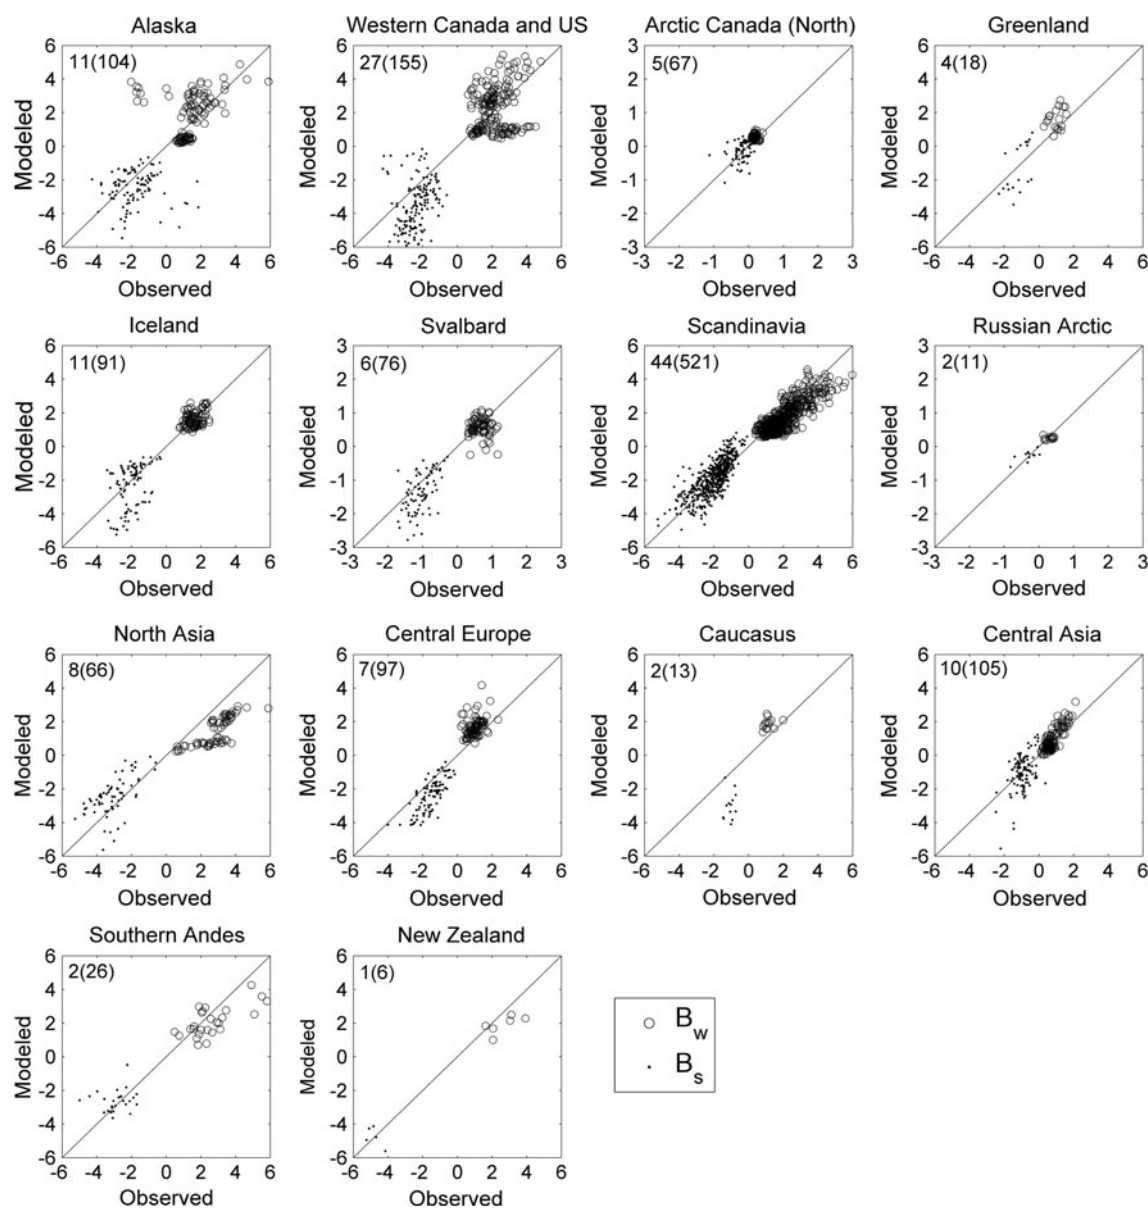 Alaska
11(104)
Modeled
6
4
2
0
-2
-4
-6
-6 -4 -2 0 2 4 6
Observed
Western Canada and US
27(155)
Modeled
6
4
2
0
-2
-4
-6
-6 -4 -2 0 2 4 6
Observed
Arctic Canada (North)
5(67)
Modeled
3
2
1
0
-1
-2
-3
-3 -2 -1 0 1 2 3
Observed
Greenland
4(18)
Modeled
6
4
2
0
-2
-4
-6
-6 -4 -2 0 2 4 6
Observed
Iceland
11(91)
Modeled
6
4
2
0
-2
-4
-6
-6 -4 -2 0 2 4 6
Observed
Svalbard
6(76)
Modeled
3
2
1
0
-1
2
-3
-3 -2 -1 0 1 2 3
Observed
Scandinavia
44(521)
Modeled
6
4
2
0
-2
-4
-6
-6 -4 -2 0 2 4 6
Observed
Russian Arctic
2(11)
Modeled
3
2
1
0
-1
-2
-3
-3 -2 -1 0 1 2 3
Observed
North Asia
8(66)
Modeled
6
4
2
0
-2
-4
-6
-6 -4 -2 0 2 4 6
Observed
Central Europe
7(97)
Modeled
6
4
2
0
-2
-4
-6
-6 -4 -2 0 2 4 6
Observed
Caucasus
2(13)
Modeled
6
4
2
0
-2
-4
-6
-6 -4 -2 0 2 4 6
Observed
Central Asia
10(105)
Modeled
6
4
2
0
-2
-4
-6
-6 -4 -2 0 2 4 6
Observed
Southern Andes
2(26)
Modeled
6
4
2
0
-2
-4
-6
-6 -4 -2 0 2 4 6
Observed
New Zealand
1(6)
Modeled
6
4
2
0
-2
-4
-6
-6 -4 -2 0 2 4 6
Observed
B_w
B_s